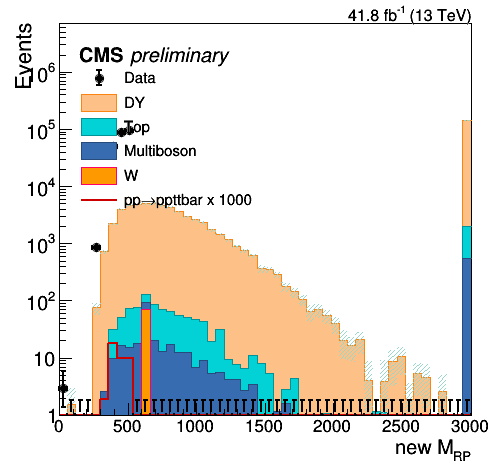 41.8 fb⁻¹ (13 TeV)
Events
CMS preliminary
Data
DY
Top
Multiboson
W
pp→ppttbar x 1000
10⁶
10⁵
10⁴
10³
10²
10
1
0 500 1000 1500 2000 2500 3000
new M_RP